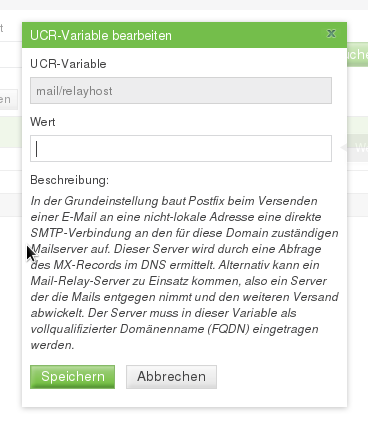 UCR-Variable bearbeiten
UCR-Variable
mail/relayhost
Wert
Beschreibung:
In der Grundeinstellung baut Postfix beim Versenden
einer E-Mail an eine nicht-lokale Adresse eine direkte
SMTP-Verbindung an den für diese Domain zuständigen
Mailserver auf. Dieser Server wird durch eine Abfrage
des MX-Records im DNS ermittelt. Alternativ kann ein
Mail-Relay-Server zu Einsatz kommen, also ein Server
der die Mails entgegen nimmt und den weiteren Versand
abwickelt. Der Server muss in dieser Variable als
vollqualifizierter Domänenname (FQDN) eingetragen
werden.
Speichern Abbrechen